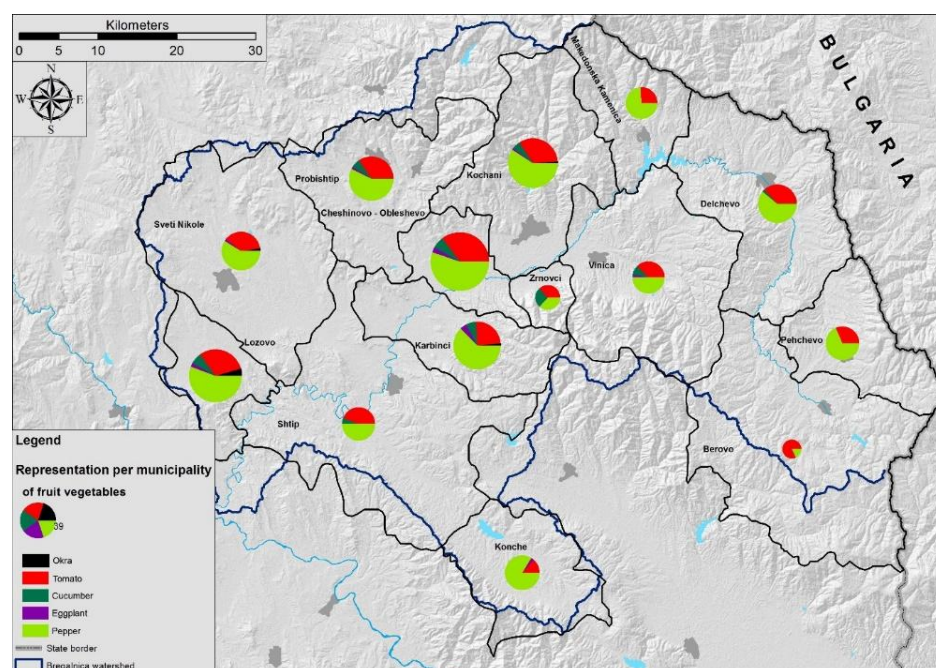 Kilometers
0 5 10 20 30
N
W E
S
BULGARIA
Makedonska Kamenica
Probishtip
Kochani
Delchevo
Cheshinovo - Obleshevo
Sveti Nikole
Vinica
Zrnovci
Lozovo
Karbinci
Pehchevo
Shtip
Berovo
Konche
Legend
Representation per municipality
of fruit vegetables
39
Okra
Tomato
Cucumber
Eggplant
Pepper
State border
Bregalnica watershed